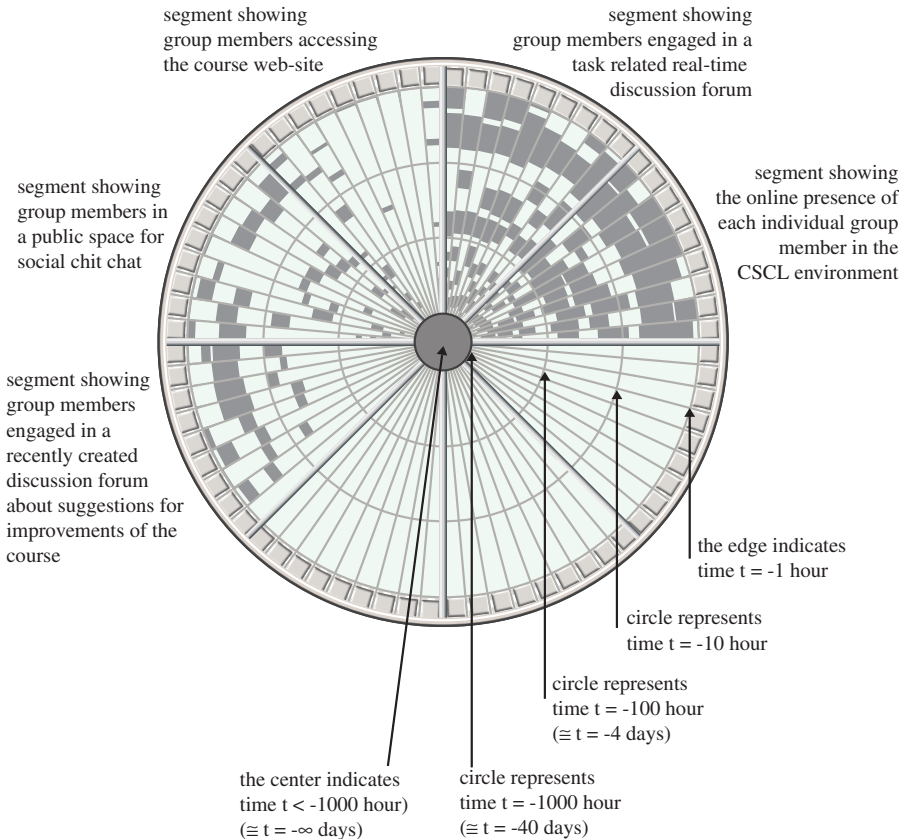 segment showing
group members accessing
the course web-site
segment showing
group members engaged in a
task related real-time
discussion forum
segment showing
group members in
a public space for
social chit chat
segment showing
the online presence of
each individual group
member in the
CSCL environment
segment showing
group members
engaged in a
recently created
discussion forum
about suggestions for
improvements of the
course
the edge indicates
time t = -1 hour
circle represents
time t = -10 hour
circle represents
time t = -100 hour
(≅ t = -4 days)
the center indicates
time t < -1000 hour)
(≅ t = -∞ days)
circle represents
time t = -1000 hour
(≅ t = -40 days)